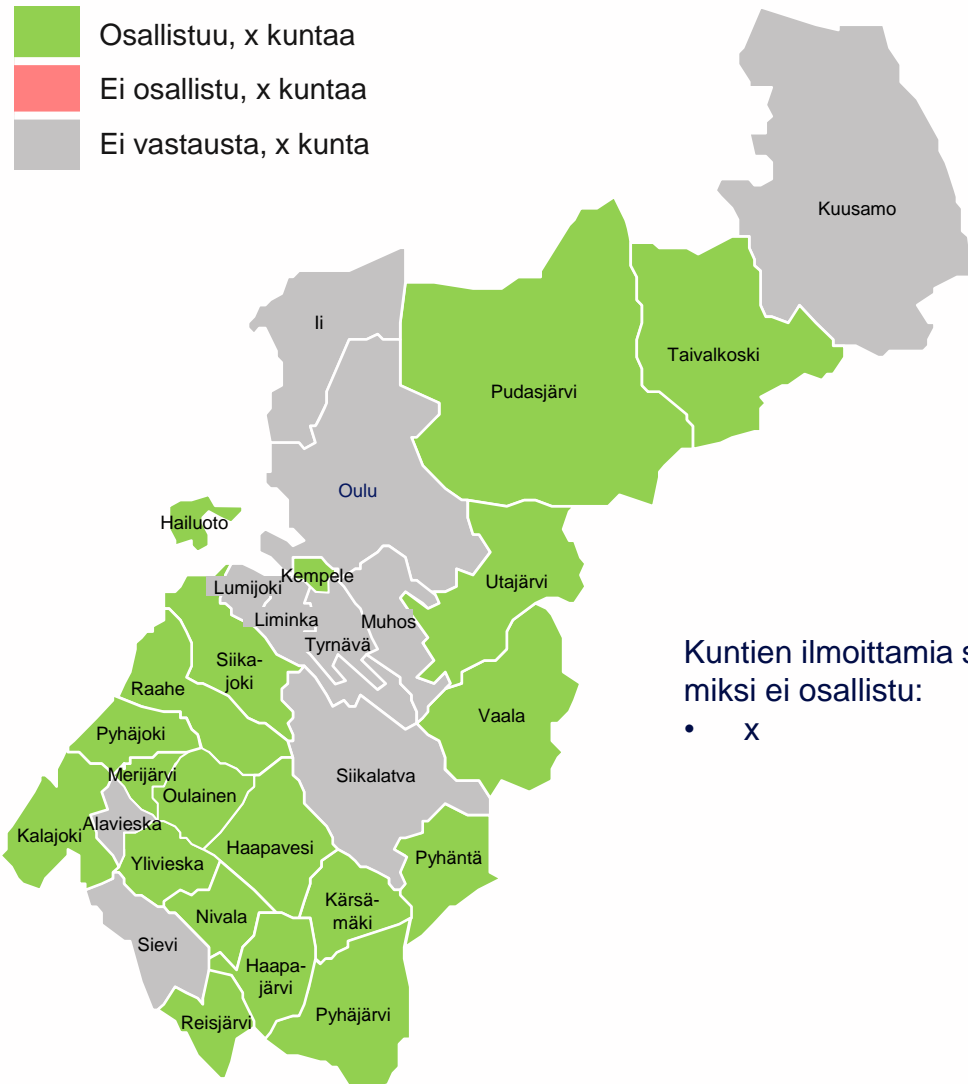 Osallistuu, x kuntaa
Ei osallistu, x kuntaa
Ei vastausta, x kunta
Kuusamo
Ii
Taivalkoski
Pudasjärvi
Oulu
Hailuoto
Kempele
Lumijoki
Utajärvi
Liminka
Muhos
Tyrnävä
Siika-
joki
Raahe
Vaala
Pyhäjoki
Siikalatva
Merijärvi
Oulainen
Alavieska
Kalajoki
Haapavesi
Ylivieska
Pyhäntä
Kärsä-
mäki
Nivala
Sievi
Haapa-
järvi
Pyhäjärvi
Reisjärvi
Kuntien ilmoittamia s
miksi ei osallistu:
• x